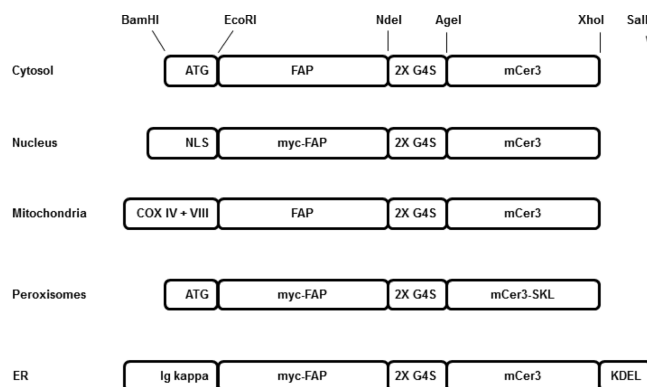 BamHI EcoRI NdeI AgeI XhoI SalI
Cytosol ATG FAP 2X G4S mCer3
Nucleus NLS myc-FAP 2X G4S mCer3
Mitochondria COX IV + VIII FAP 2X G4S mCer3
Peroxisomes ATG myc-FAP 2X G4S mCer3-SKL
ER Ig kappa myc-FAP 2X G4S mCer3 KDEL